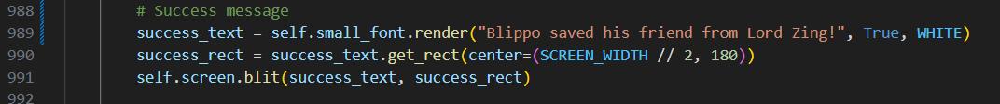 988 # Success message
989 success_text = self.small_font.render("Blippo saved his friend from Lord Zing!", True, WHITE)
990 success_rect = success_text.get_rect(center=(SCREEN_WIDTH // 2, 180))
991 self.screen.blit(success_text, success_rect)
992